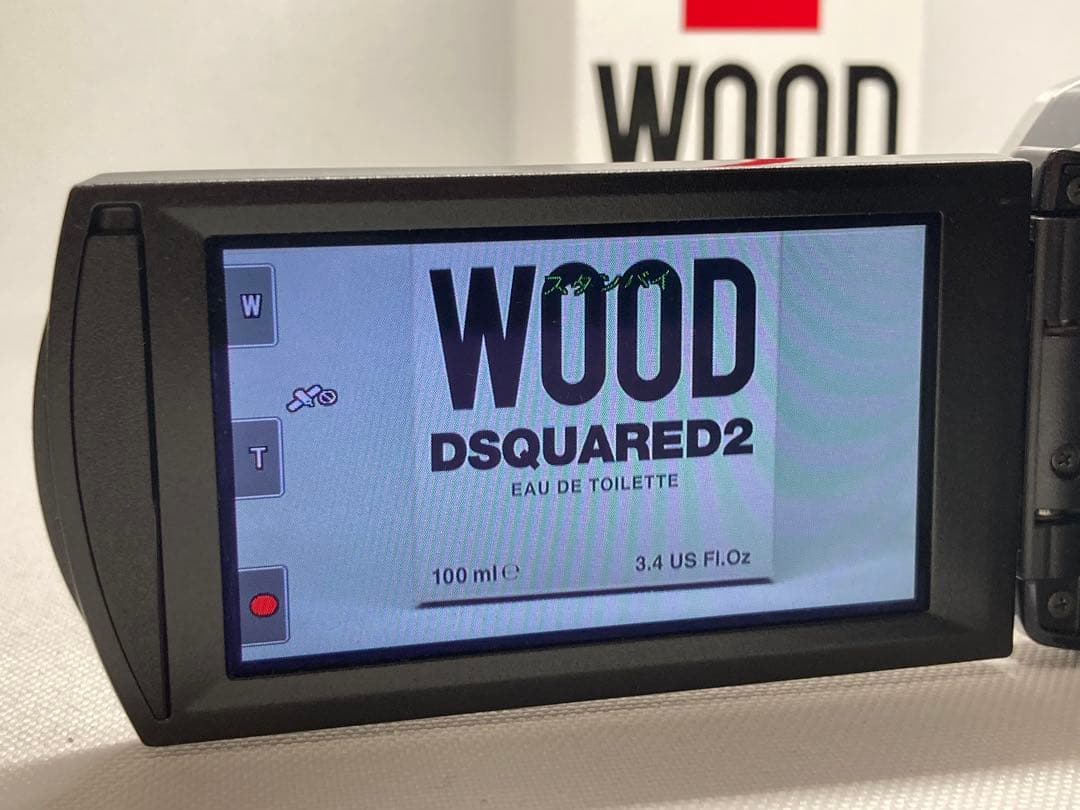 WOOD
W
スタンバイ
WOOD
T
DSQUARED2
EAU DE TOILETTE
100 ml ℮
3.4 US Fl.Oz